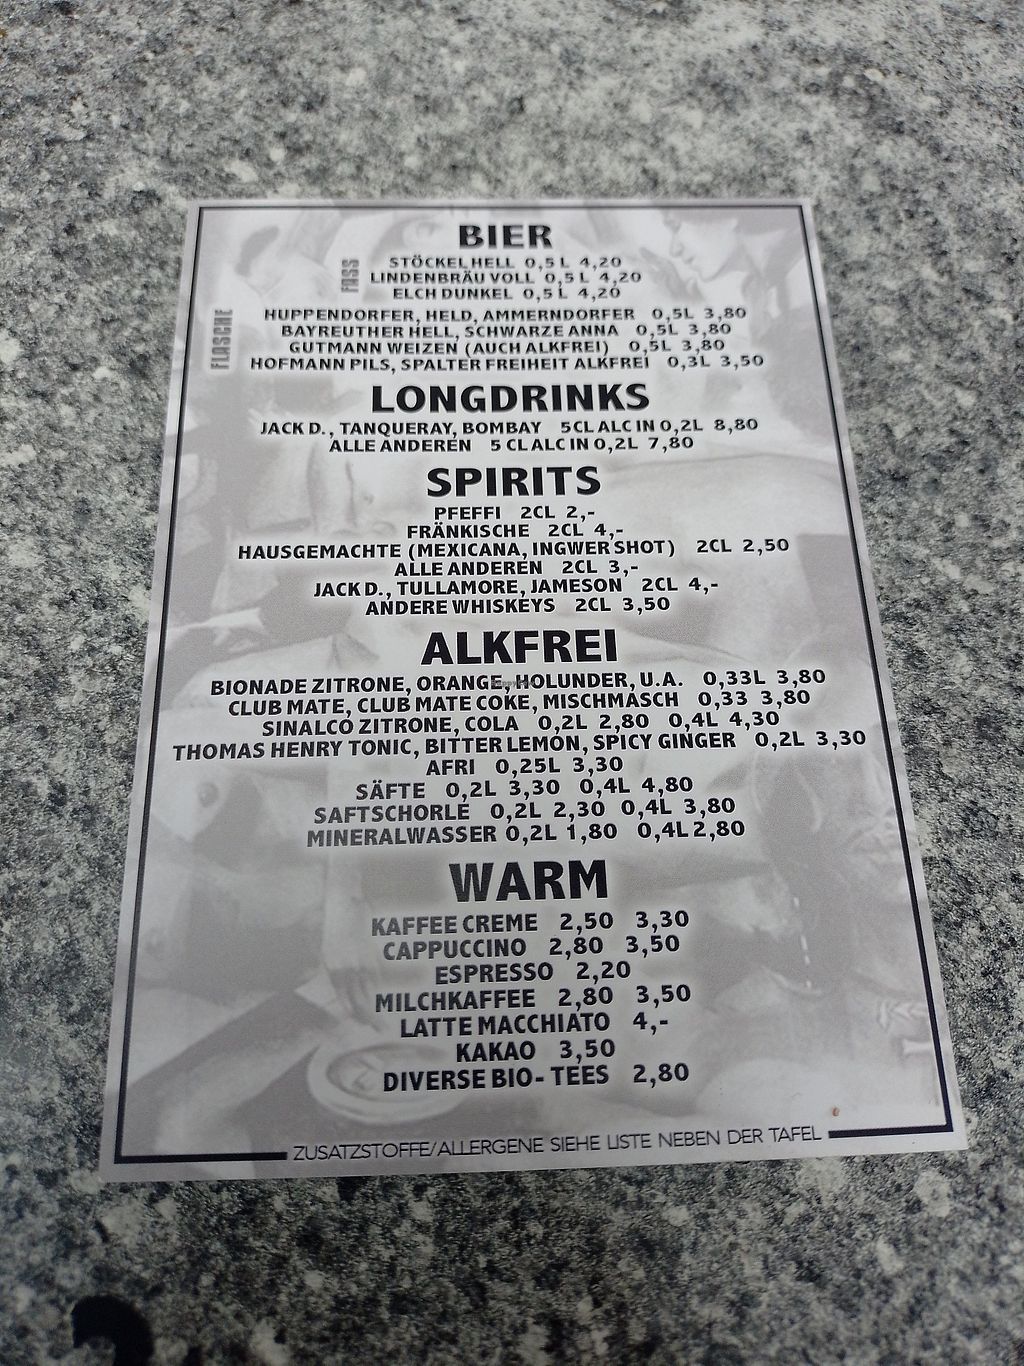 BIER
FASS
STÖCKEL HELL 0,5 L 4,20
LINDENBRÄU VOLL 0,5 L 4,20
ELCH DUNKEL 0,5 L 4,20
FLASCHE
HUPPENDORFER, HELD, AMMERNDORFER 0,5L 3,80
BAYREUTHER HELL, SCHWARZE ANNA 0,5L 3,80
GUTMANN WEIZEN (AUCH ALKFREI) 0,5L 3,80
HOFMANN PILS, SPALTER FREIHEIT ALKFREI 0,3L 3,50
LONGDRINKS
JACK D., TANQUERAY, BOMBAY 5CL ALC IN 0,2L 8,80
ALLE ANDEREN 5 CL ALC IN 0,2L 7,80
SPIRITS
PFEFFI 2CL 2,-
FRÄNKISCHE 2CL 4,-
HAUSGEMACHTE (MEXICANA, INGWER SHOT) 2CL 2,50
ALLE ANDEREN 2CL 3,-
JACK D., TULLAMORE, JAMESON 2CL 4,-
ANDERE WHISKEYS 2CL 3,50
ALKFREI
BIONADE ZITRONE, ORANGE, HOLUNDER, U.A. 0,33L 3,80
CLUB MATE, CLUB MATE COKE, MISCHMASCH 0,33 3,80
SINALCO ZITRONE, COLA 0,2L 2,80 0,4L 4,30
THOMAS HENRY TONIC, BITTER LEMON, SPICY GINGER 0,2L 3,30
AFRI 0,25L 3,30
SÄFTE 0,2L 3,30 0,4L 4,80
SAFTSCHORLE 0,2L 2,30 0,4L 3,80
MINERALWASSER 0,2L 1,80 0,4L 2,80
WARM
KAFFEE CREME 2,50 3,30
CAPPUCCINO 2,80 3,50
ESPRESSO 2,20
MILCHKAFFEE 2,80 3,50
LATTE MACCHIATO 4,-
KAKAO 3,50
DIVERSE BIO- TEES 2,80
ZUSATZSTOFFE/ALLERGENE SIEHE LISTE NEBEN DER TAFEL